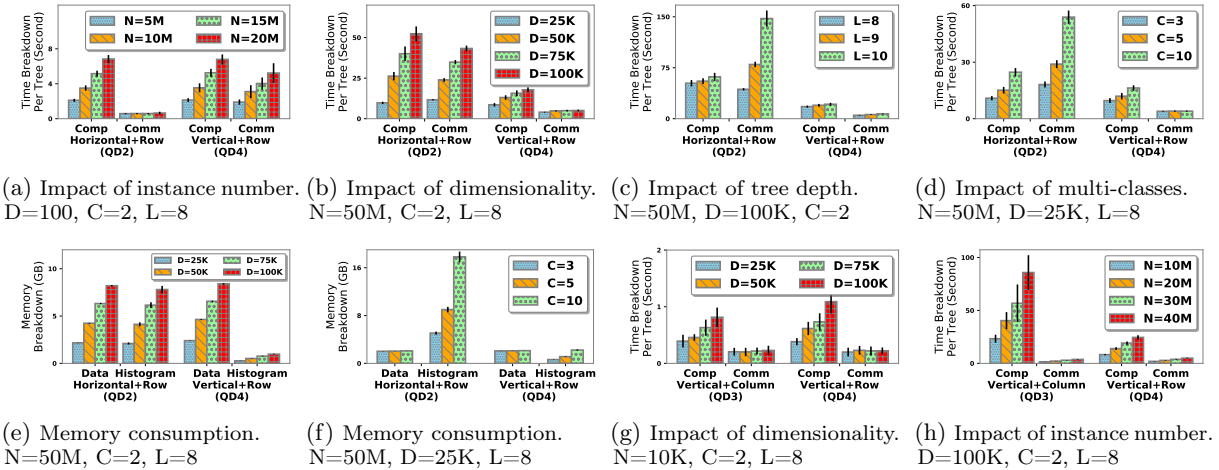 Time Breakdown
Per Tree (Second)
8
4
0
N=5M
N=10M
N=15M
N=20M
Comp Comm Comp Comm
Horizontal+Row Vertical+Row
(QD2) (QD4)
(a) Impact of instance number.
D=100, C=2, L=8
Time Breakdown
Per Tree (Second)
50
25
0
D=25K
D=50K
D=75K
D=100K
Comp Comm Comp Comm
Horizontal+Row Vertical+Row
(QD2) (QD4)
(b) Impact of dimensionality.
N=50M, C=2, L=8
Time Breakdown
Per Tree (Second)
150
75
0
L=8
L=9
L=10
Comp Comm Comp Comm
Horizontal+Row Vertical+Row
(QD2) (QD4)
(c) Impact of tree depth.
N=50M, D=100K, C=2
Time Breakdown
Per Tree (Second)
60
30
0
C=3
C=5
C=10
Comp Comm Comp Comm
Horizontal+Row Vertical+Row
(QD2) (QD4)
(d) Impact of multi-classes.
N=50M, D=25K, L=8
Memory
Breakdown (GB)
10
5
0
D=25K
D=50K
D=75K
D=100K
Data Histogram Data Histogram
Horizontal+Row Vertical+Row
(QD2) (QD4)
(e) Memory consumption.
N=50M, C=2, L=8
Memory
Breakdown (GB)
16
8
0
C=3
C=5
C=10
Data Histogram Data Histogram
Horizontal+Row Vertical+Row
(QD2) (QD4)
(f) Memory consumption.
N=50M, D=25K, L=8
Time Breakdown
Per Tree (Second)
2
1
0
D=25K
D=50K
D=75K
D=100K
Comp Comm Comp Comm
Vertical+Column Vertical+Row
(QD3) (QD4)
(g) Impact of dimensionality.
N=10K, C=2, L=8
Time Breakdown
Per Tree (Second)
100
50
0
N=10M
N=20M
N=30M
N=40M
Comp Comm Comp Comm
Vertical+Column Vertical+Row
(QD3) (QD4)
(h) Impact of instance number.
D=100K, C=2, L=8